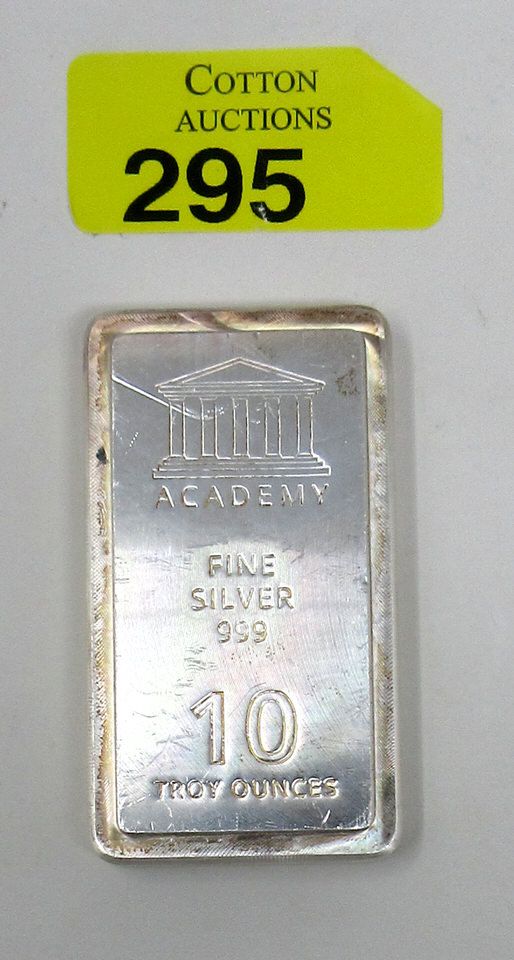 COTTON
AUCTIONS
295
ACADEMY
FINE
SILVER
999
10
TROY OUNCES